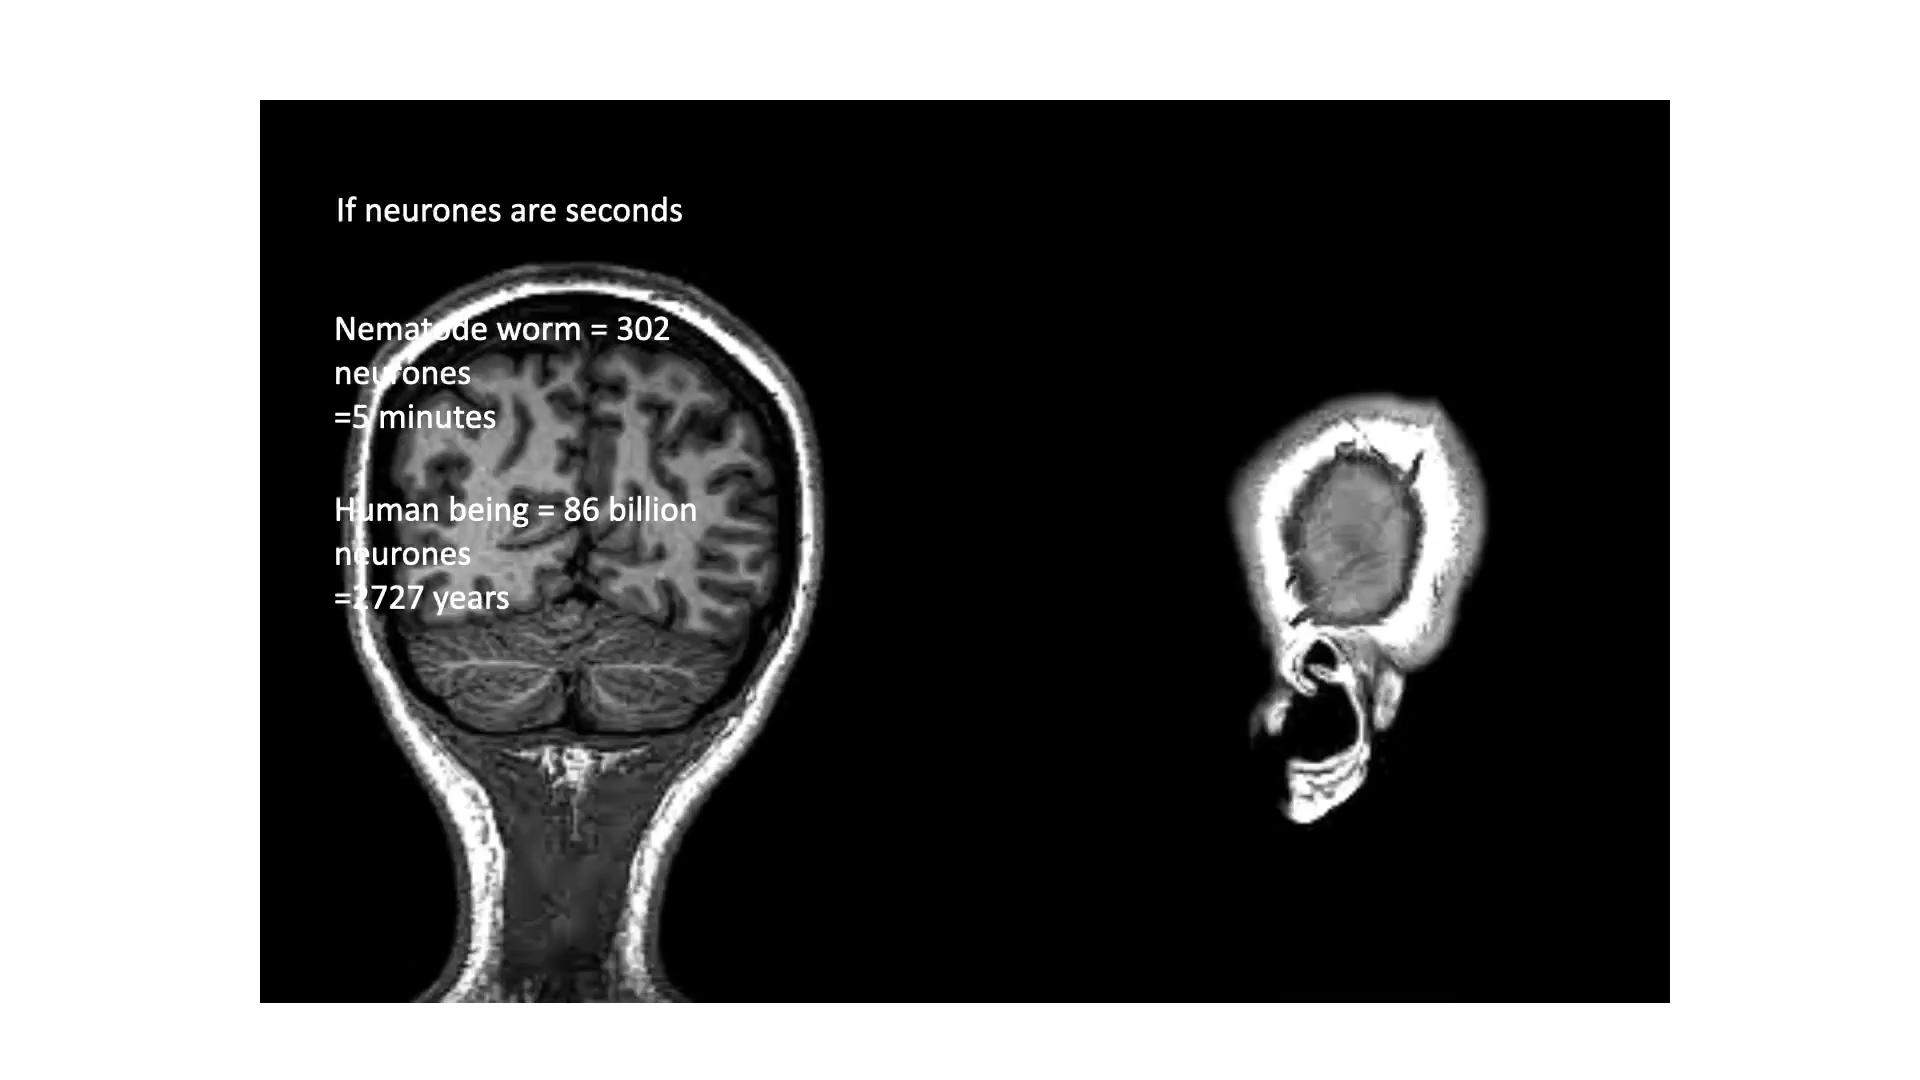 If neurones are seconds
Nematode worm = 302
neurones
=5 minutes
Human being = 86 billion
neurones
=2727 years